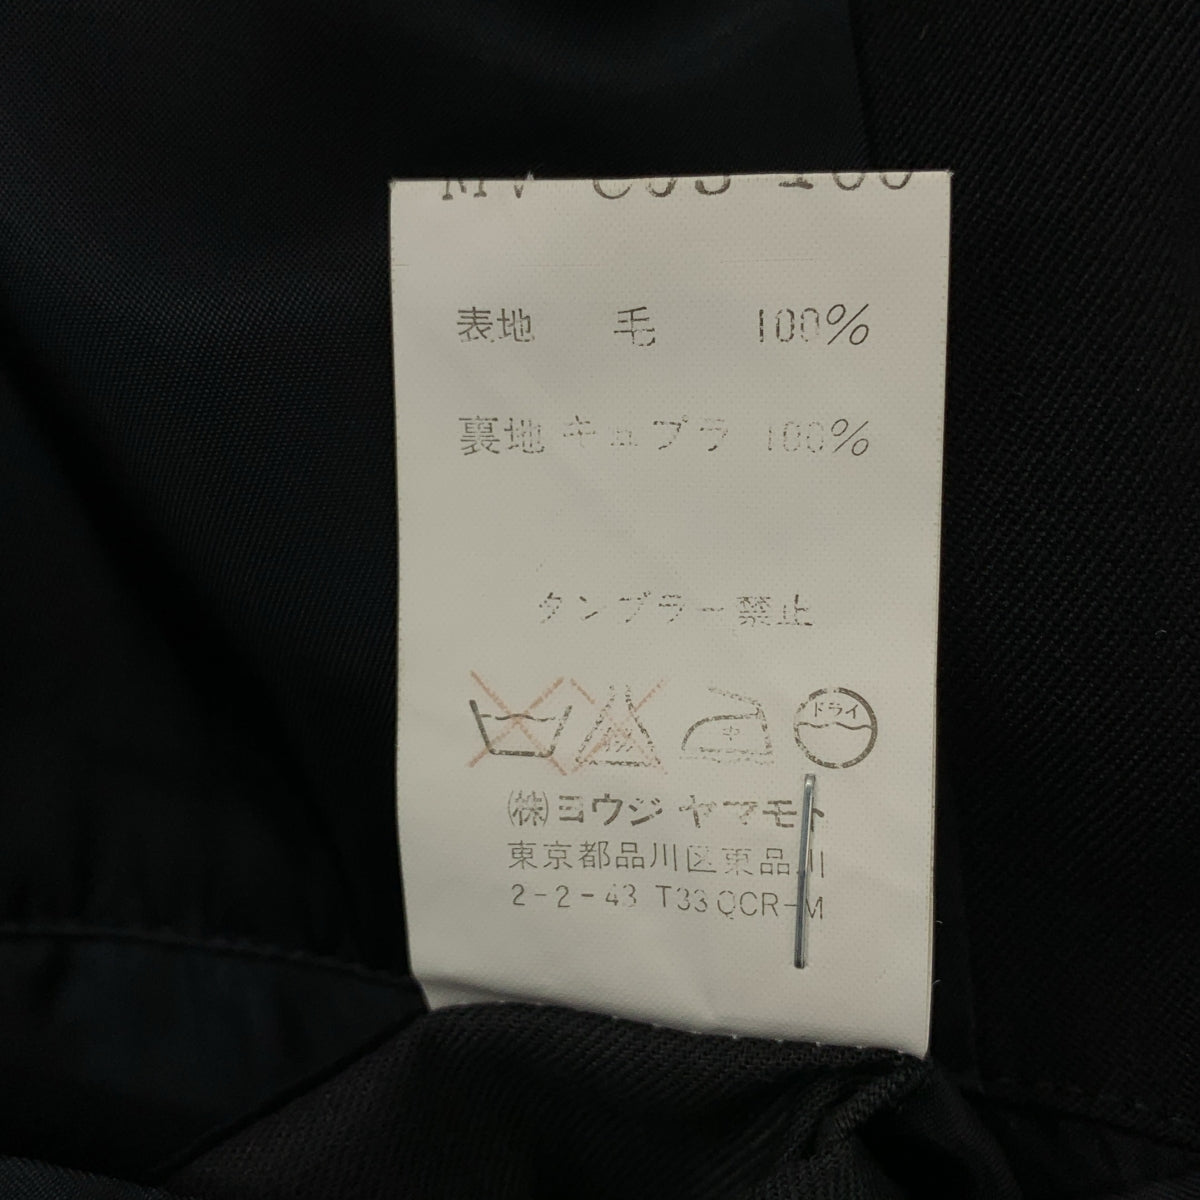 表地 毛 100%
裏地 キュプラ 100%
タンブラー禁止
中 ドライ
㈱ヨウジ ヤマモト
東京都品川区東品川
2-2-43 T33QCR-M